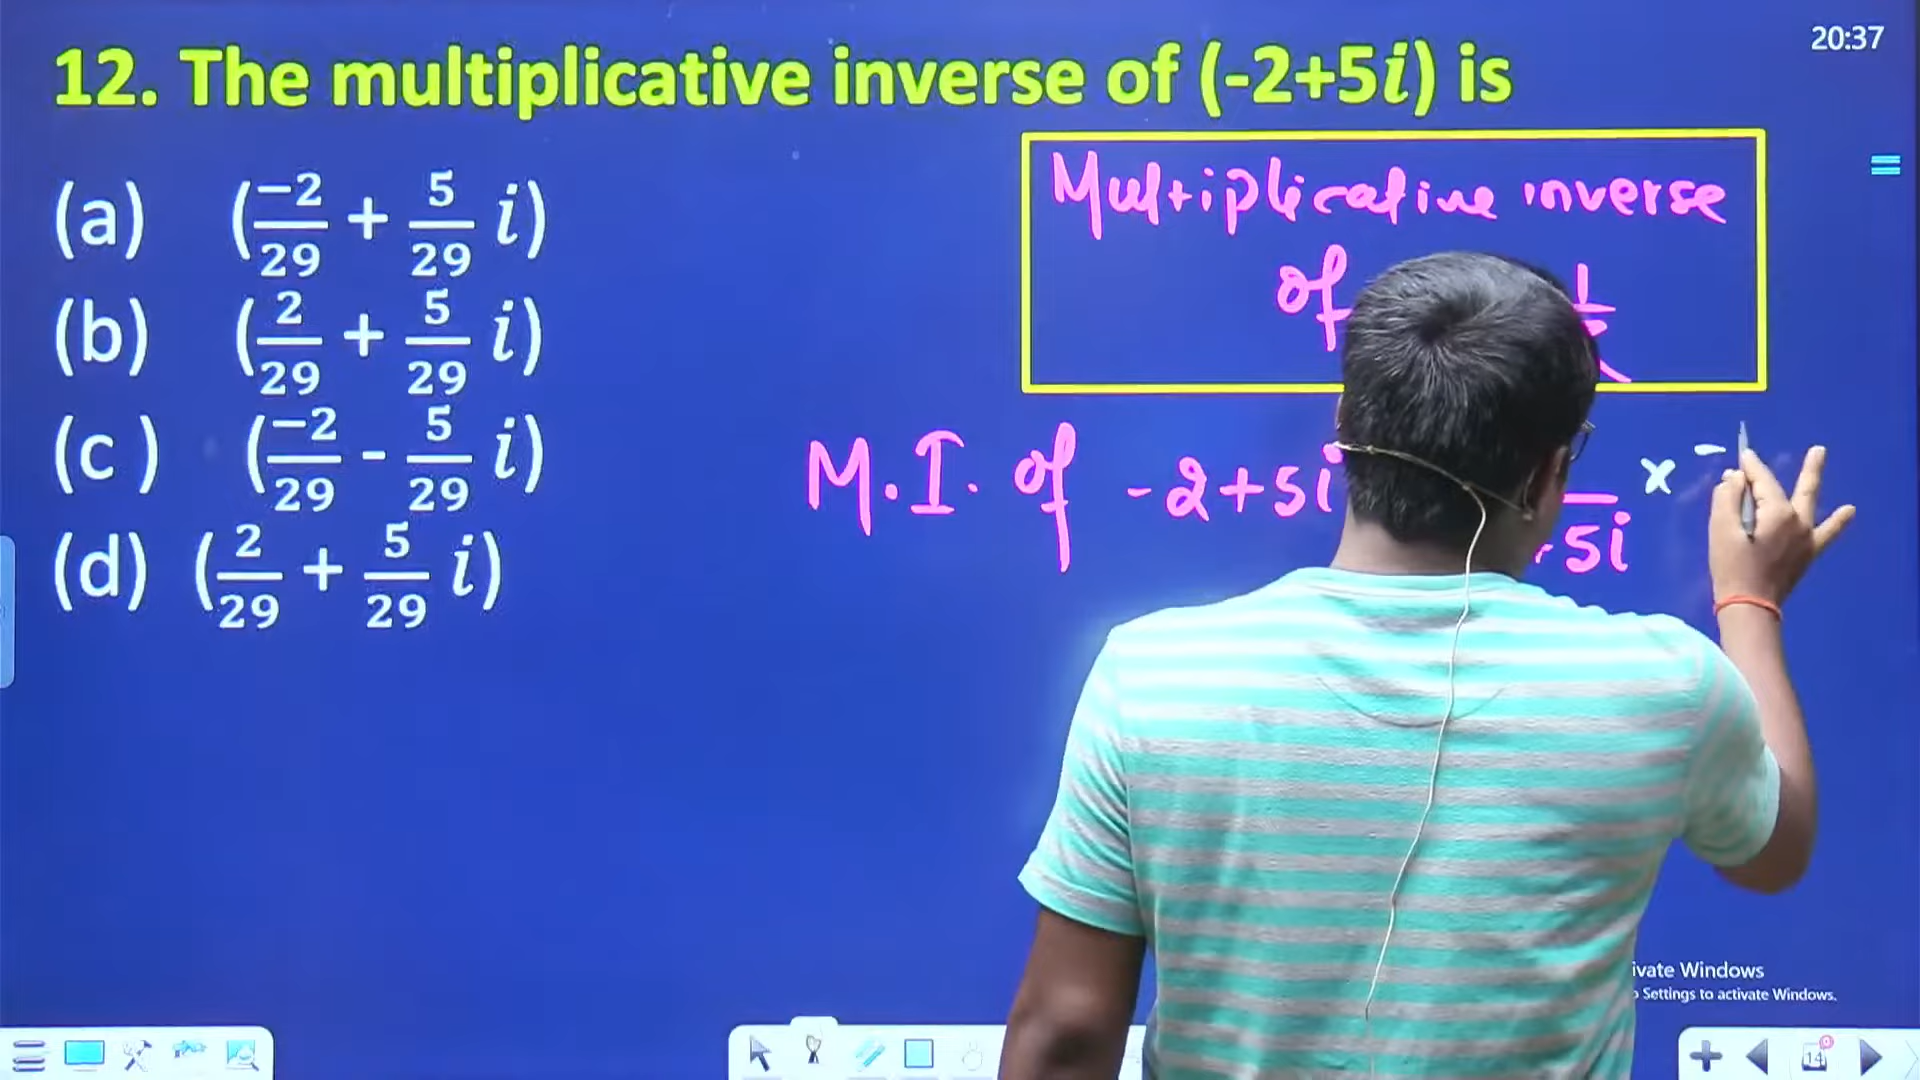 12. The multiplicative inverse of (-2+5i) is
20:37
(a) (−2/29 + 5/29 i)
(b) (2/29 + 5/29 i)
(c ) (−2/29 - 5/29 i)
(d) (2/29 + 5/29 i)
Multiplicative inverse
of 1
M.I. of -2+5i x -
5i
ivate Windows
Settings to activate Windows.
14